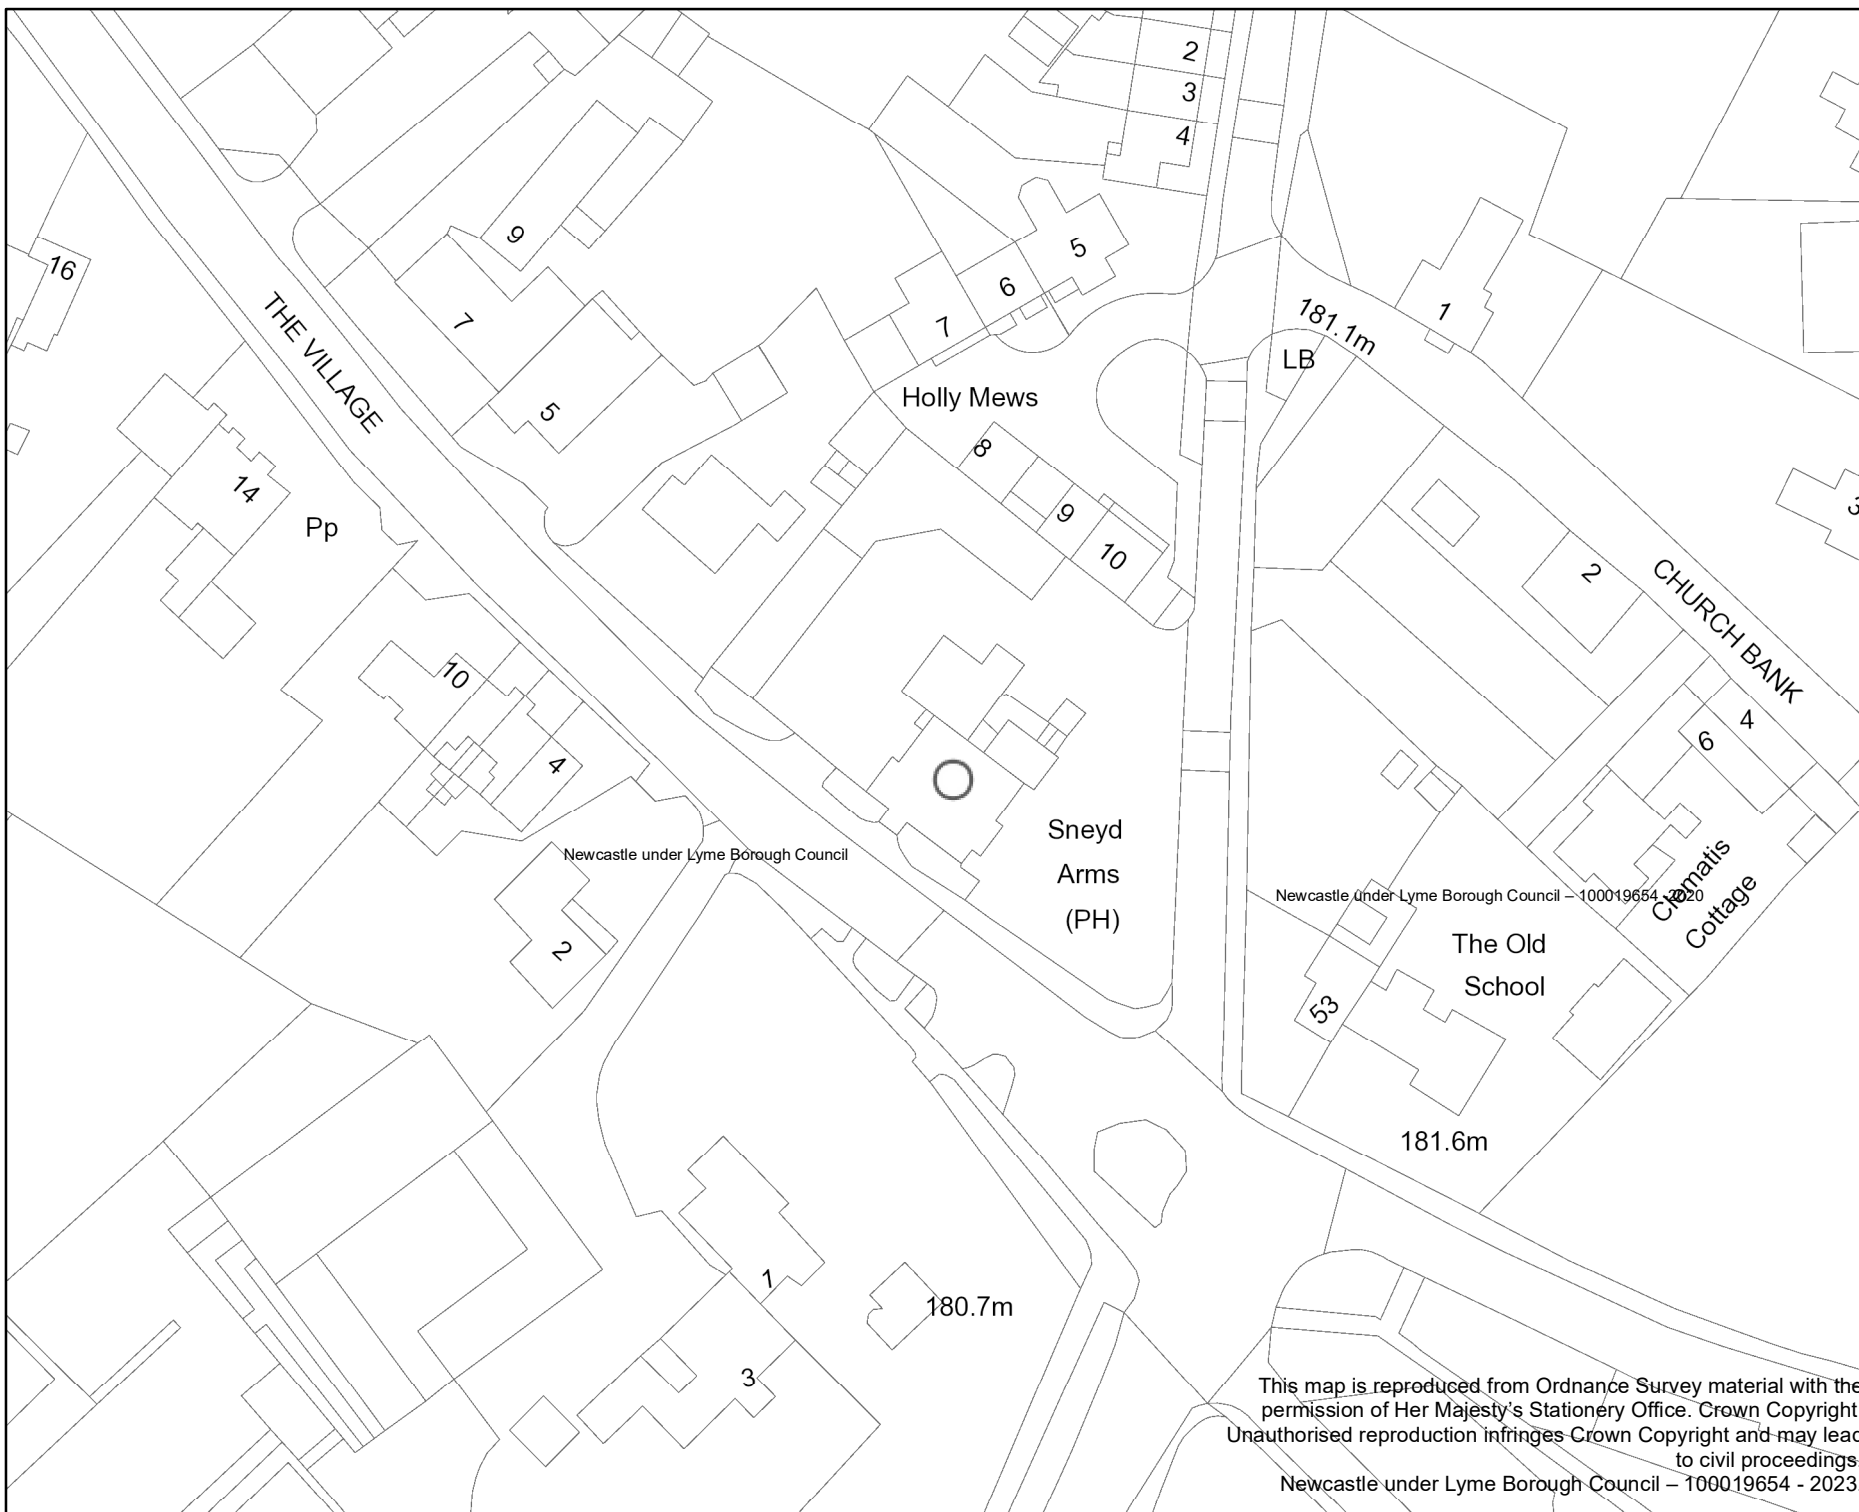 2
3
4
9
5
16
6
7
1
7
181.1m
THE VILLAGE
LB
Holly Mews
5
8
14
3
9
Pp
10
2
CHURCH BANK
10
4
4
6
Sneyd
Arms
(PH)
Newcastle under Lyme Borough Council
Newcastle under Lyme Borough Council – 100019654 -2020
Clematis
Cottage
2
The Old
School
53
181.6m
1
180.7m
3
This map is reproduced from Ordnance Survey material with the
permission of Her Majesty's Stationery Office. Crown Copyright
Unauthorised reproduction infringes Crown Copyright and may lead
to civil proceedings
Newcastle under Lyme Borough Council – 100019654 - 2023